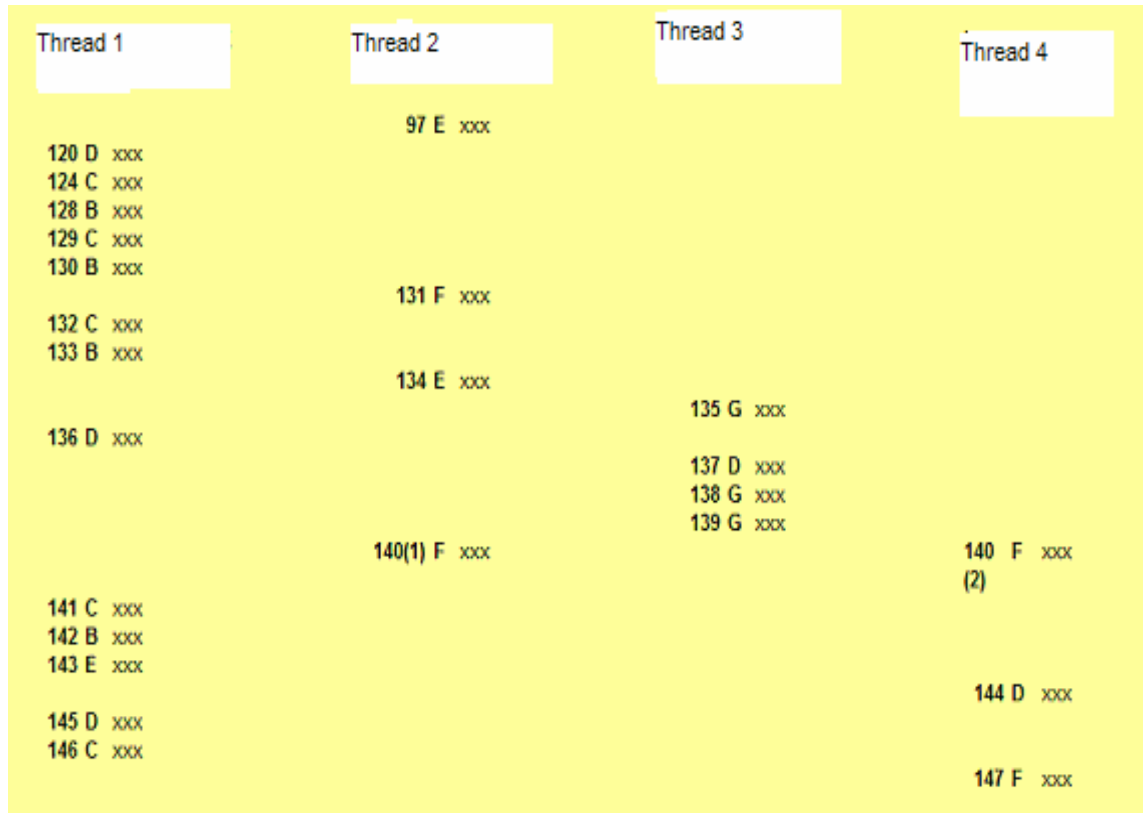 Thread 1 Thread 2 Thread 3 Thread 4
97 E xxx
120 D xxx
124 C xxx
128 B xxx
129 C xxx
130 B xxx
131 F xxx
132 C xxx
133 B xxx
134 E xxx
135 G xxx
136 D xxx
137 D xxx
138 G xxx
139 G xxx
140(1) F xxx 140 F xxx
(2)
141 C xxx
142 B xxx
143 E xxx
144 D xxx
145 D xxx
146 C xxx
147 F xxx